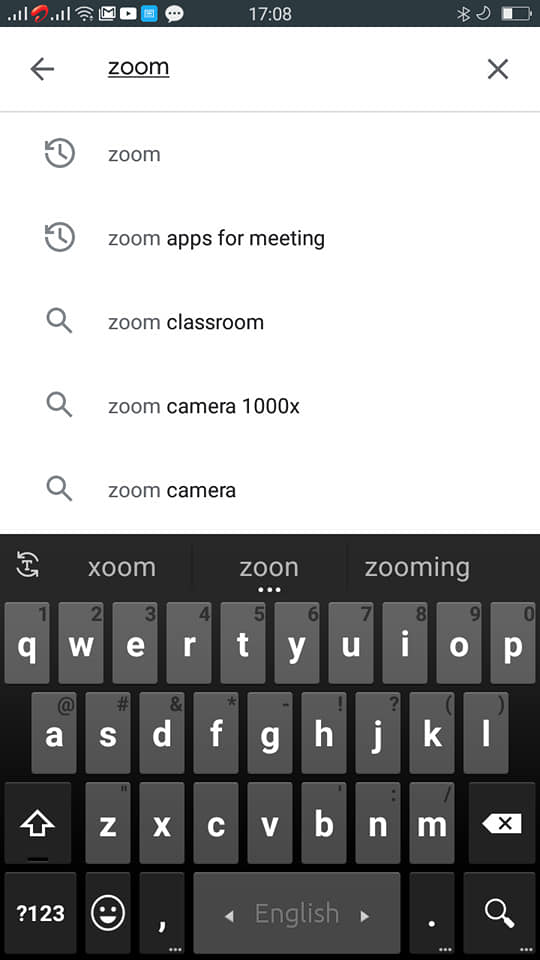 17:08
zoom
zoom
zoom apps for meeting
zoom classroom
zoom camera 1000x
zoom camera
T xoom zoon zooming
1 2 3 4 5 6 7 8 9 0
q w e r t y u i o p
@ # & * - ! ? ( )
a s d f g h j k l
" ' : /
z x c v b n m
?123 , English .